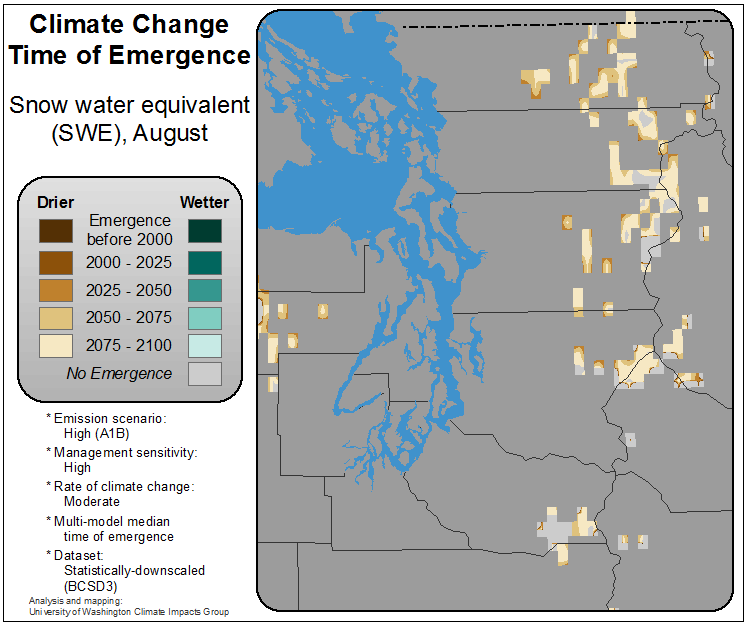 Climate Change
Time of Emergence
Snow water equivalent
(SWE), August
Drier Wetter
Emergence
before 2000
2000 - 2025
2025 - 2050
2050 - 2075
2075 - 2100
No Emergence
* Emission scenario:
High (A1B)
* Management sensitivity:
High
* Rate of climate change:
Moderate
* Multi-model median
time of emergence
* Dataset:
Statistically-downscaled
(BCSD3)
Analysis and mapping:
University of Washington Climate Impacts Group